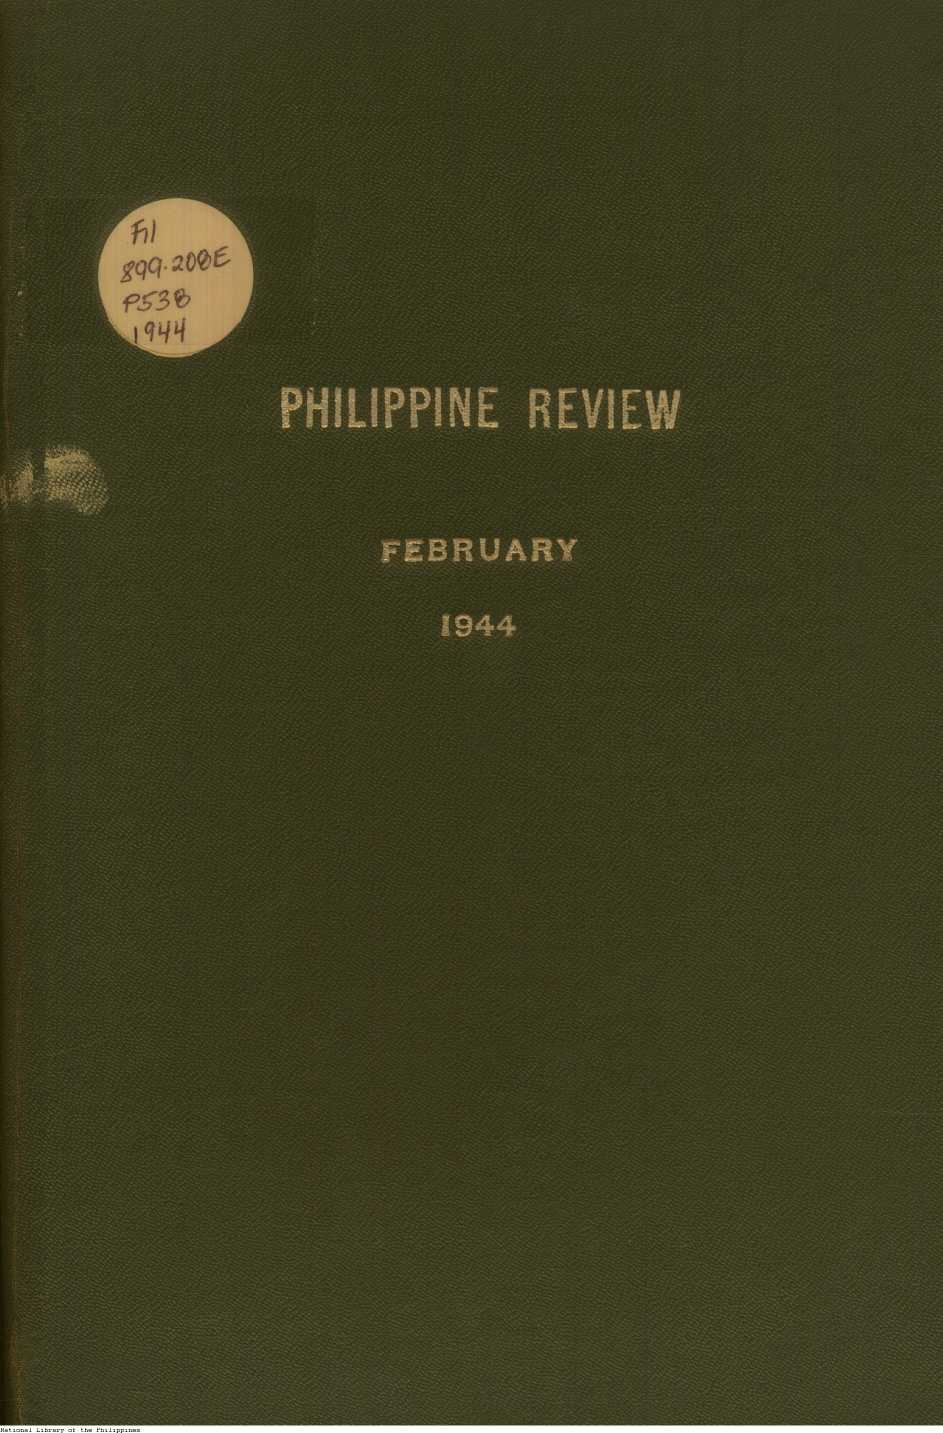 Fil
899.208E
P538
1944
PHILIPPINE REVIEW
FEBRUARY
1944
National Library of the Philippines